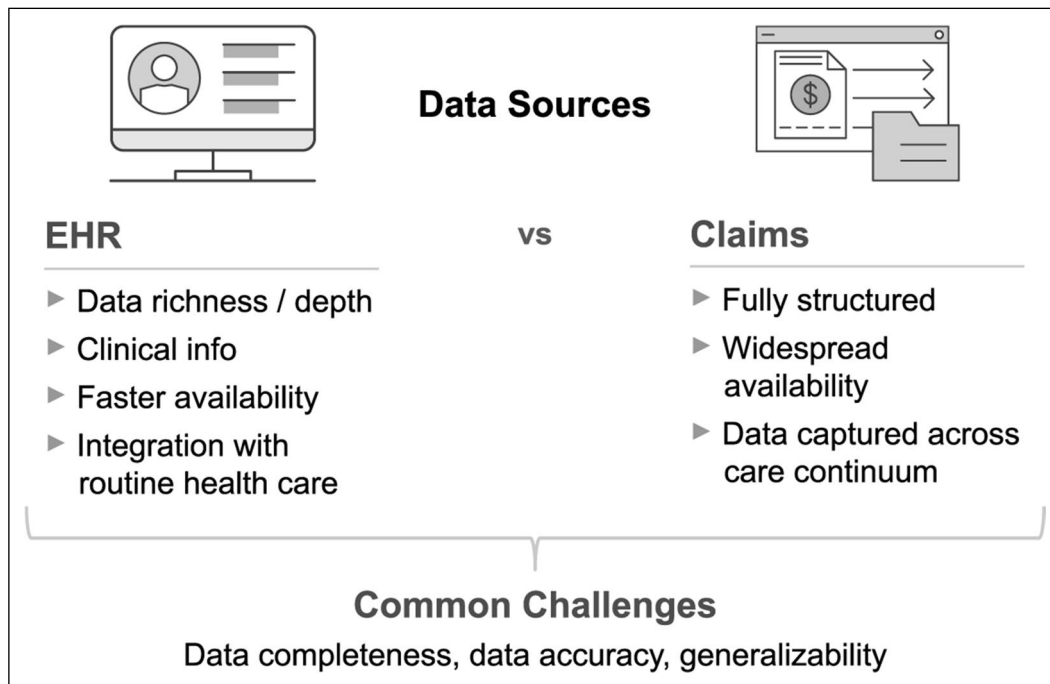 Data Sources
$
EHR
vs
Claims
Data richness / depth
Clinical info
Faster availability
Integration with
routine health care
Fully structured
Widespread
availability
Data captured across
care continuum
Common Challenges
Data completeness, data accuracy, generalizability